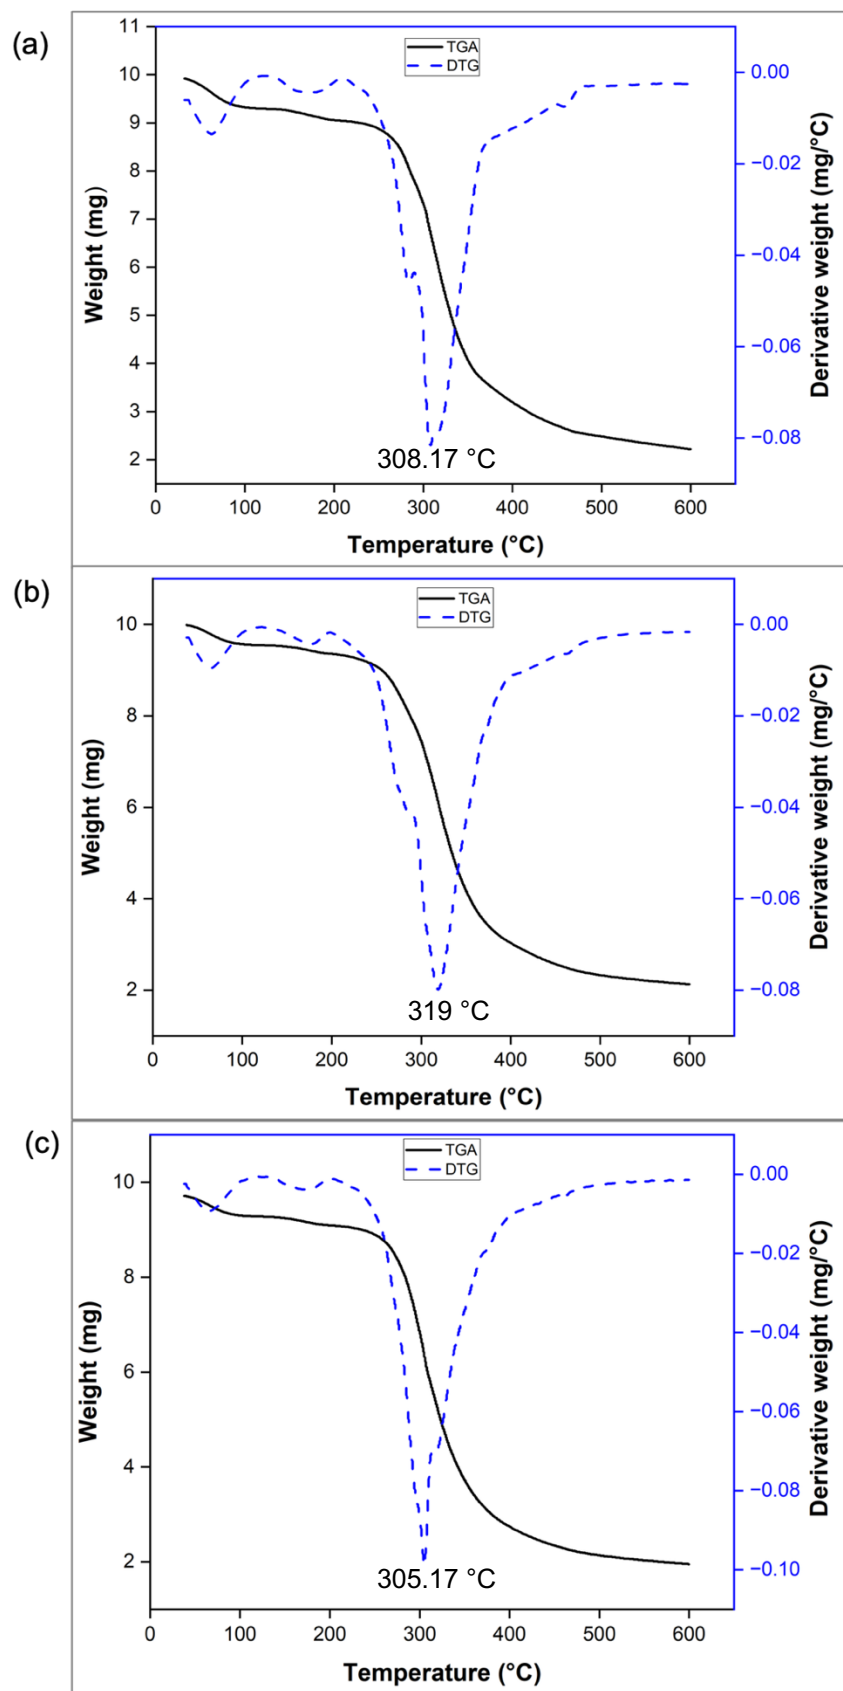 (a)
TGA
DTG
11
10
9
8
7
6
5
4
3
2
Weight (mg)
0.00
−0.02
−0.04
−0.06
−0.08
Derivative weight (mg/°C)
308.17 °C
0 100 200 300 400 500 600
Temperature (°C)
(b)
TGA
DTG
10
8
6
4
2
Weight (mg)
0.00
−0.02
−0.04
−0.06
−0.08
Derivative weight (mg/°C)
319 °C
0 100 200 300 400 500 600
Temperature (°C)
(c)
TGA
DTG
10
8
6
4
2
Weight (mg)
0.00
−0.02
−0.04
−0.06
−0.08
−0.10
Derivative weight (mg/°C)
305.17 °C
0 100 200 300 400 500 600
Temperature (°C)